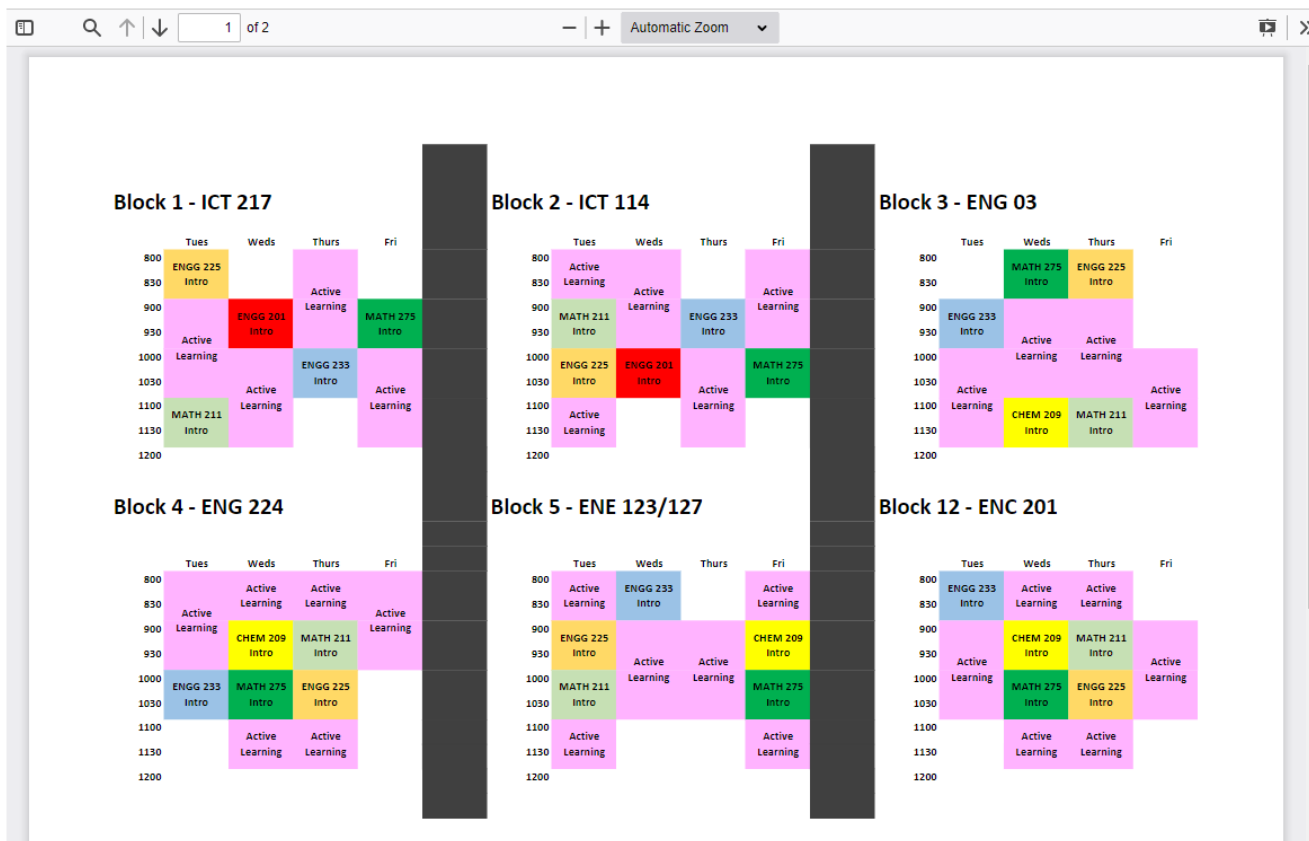 1 of 2 Automatic Zoom
Block 1 - ICT 217
Tues Weds Thurs Fri
800
830
900
930
1000
1030
1100
1130
1200
ENGG 225
Intro
Active
Learning
MATH 211
Intro
ENGG 201
Intro
Active
Learning
Active
Learning
ENGG 233
Intro
MATH 275
Intro
Active
Learning
Block 2 - ICT 114
Tues Weds Thurs Fri
800
830
900
930
1000
1030
1100
1130
1200
Active
Learning
MATH 211
Intro
ENGG 225
Intro
Active
Learning
Active
Learning
ENGG 201
Intro
ENGG 233
Intro
Active
Learning
Active
Learning
MATH 275
Intro
Block 3 - ENG 03
Tues Weds Thurs Fri
800
830
900
930
1000
1030
1100
1130
1200
ENGG 233
Intro
Active
Learning
MATH 275
Intro
Active
Learning
CHEM 209
Intro
ENGG 225
Intro
Active
Learning
MATH 211
Intro
Active
Learning
Block 4 - ENG 224
Tues Weds Thurs Fri
800
830
900
930
1000
1030
1100
1130
1200
Active
Learning
ENGG 233
Intro
Active
Learning
CHEM 209
Intro
MATH 275
Intro
Active
Learning
Active
Learning
MATH 211
Intro
ENGG 225
Intro
Active
Learning
Active
Learning
Block 5 - ENE 123/127
Tues Weds Thurs Fri
800
830
900
930
1000
1030
1100
1130
1200
Active
Learning
ENGG 225
Intro
MATH 211
Intro
Active
Learning
ENGG 233
Intro
Active
Learning
Active
Learning
Active
Learning
CHEM 209
Intro
MATH 275
Intro
Active
Learning
Block 12 - ENC 201
Tues Weds Thurs Fri
800
830
900
930
1000
1030
1100
1130
1200
ENGG 233
Intro
Active
Learning
Active
Learning
CHEM 209
Intro
MATH 275
Intro
Active
Learning
Active
Learning
MATH 211
Intro
ENGG 225
Intro
Active
Learning
Active
Learning